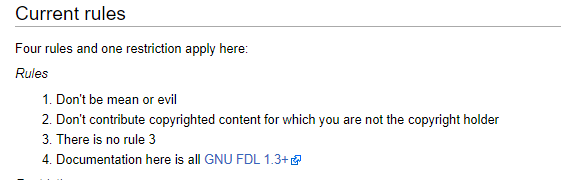 Current rules
Four rules and one restriction apply here:
Rules
1. Don't be mean or evil
2. Don't contribute copyrighted content for which you are not the copyright holder
3. There is no rule 3
4. Documentation here is all GNU FDL 1.3+